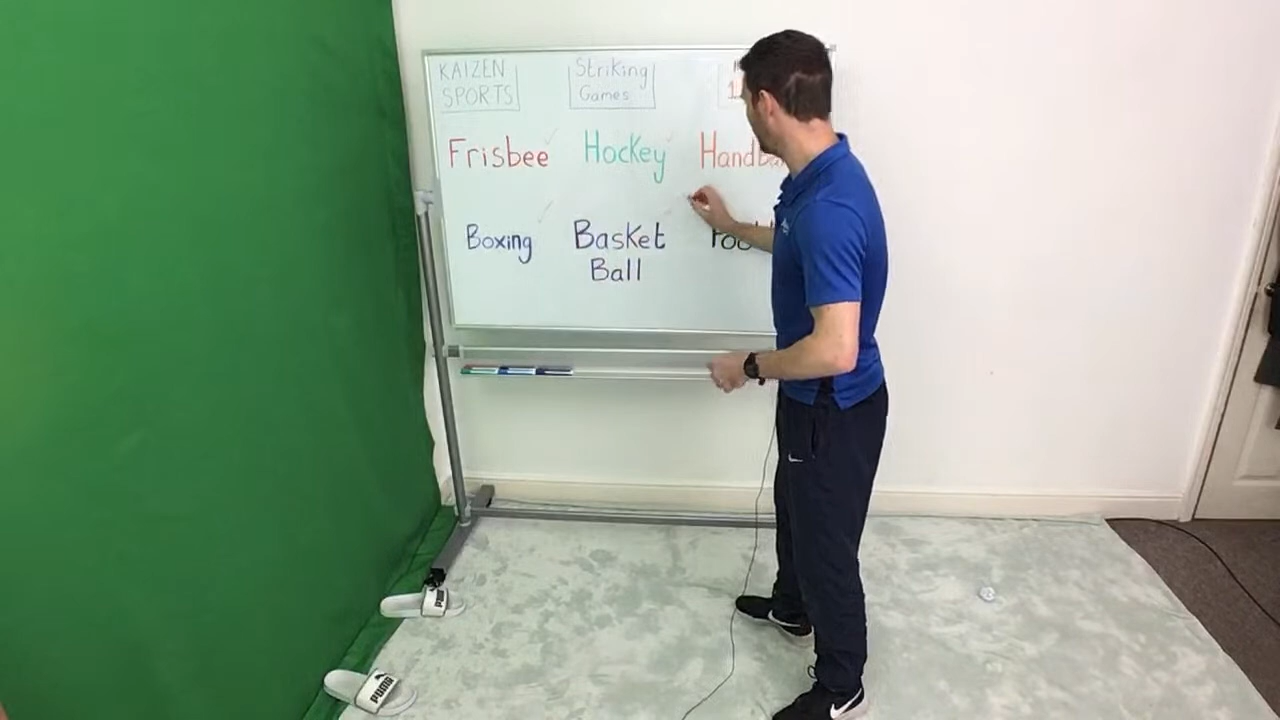 KAIZEN
SPORTS
Striking
Games
Frisbee
Hockey
Boxing
Basket
Ball
PUMA
PUMA